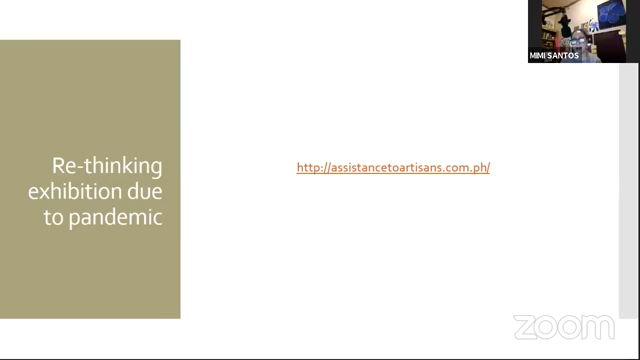 MIMI SANTOS
Re-thinking
exhibition due
to pandemic
http://assistancetoartisans.com.ph/
zoom